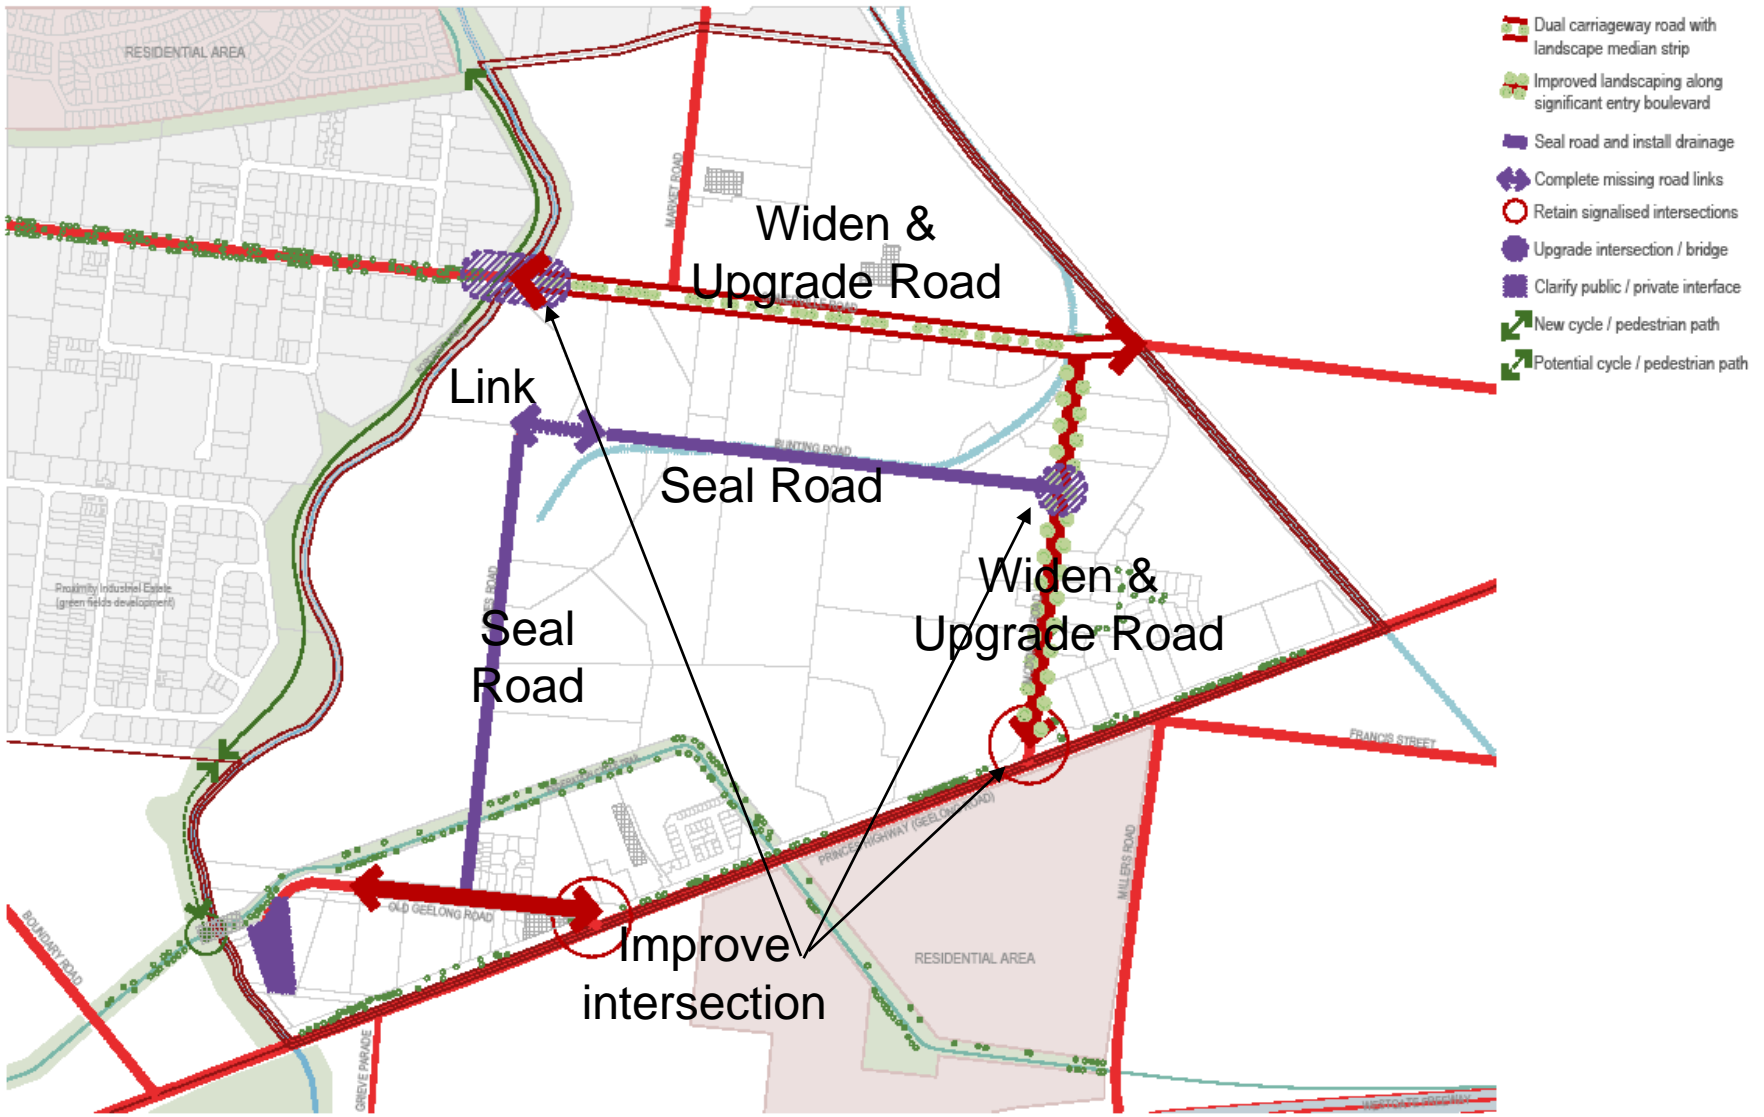 RESIDENTIAL AREA
Dual carriageway road with
landscape median strip
Improved landscaping along
significant entry boulevard
Seal road and install drainage
Complete missing road links
Retain signalised intersections
Upgrade intersection / bridge
Clarify public / private interface
New cycle / pedestrian path
Potential cycle / pedestrian path
MARKET ROAD
Widen &
Upgrade Road
Link
BUNTING ROAD
Seal Road
Widen &
Upgrade Road
Proximity Industrial Estate
(green fields development)
Seal
Road
FRANCIS STREET
PRINCES HIGHWAY (GEELONG ROAD)
MILLERS ROAD
OLD GEELONG ROAD
BOUNDARY ROAD
Improve
intersection
RESIDENTIAL AREA
GRIEVE PARADE
WESTGATE FREEWAY